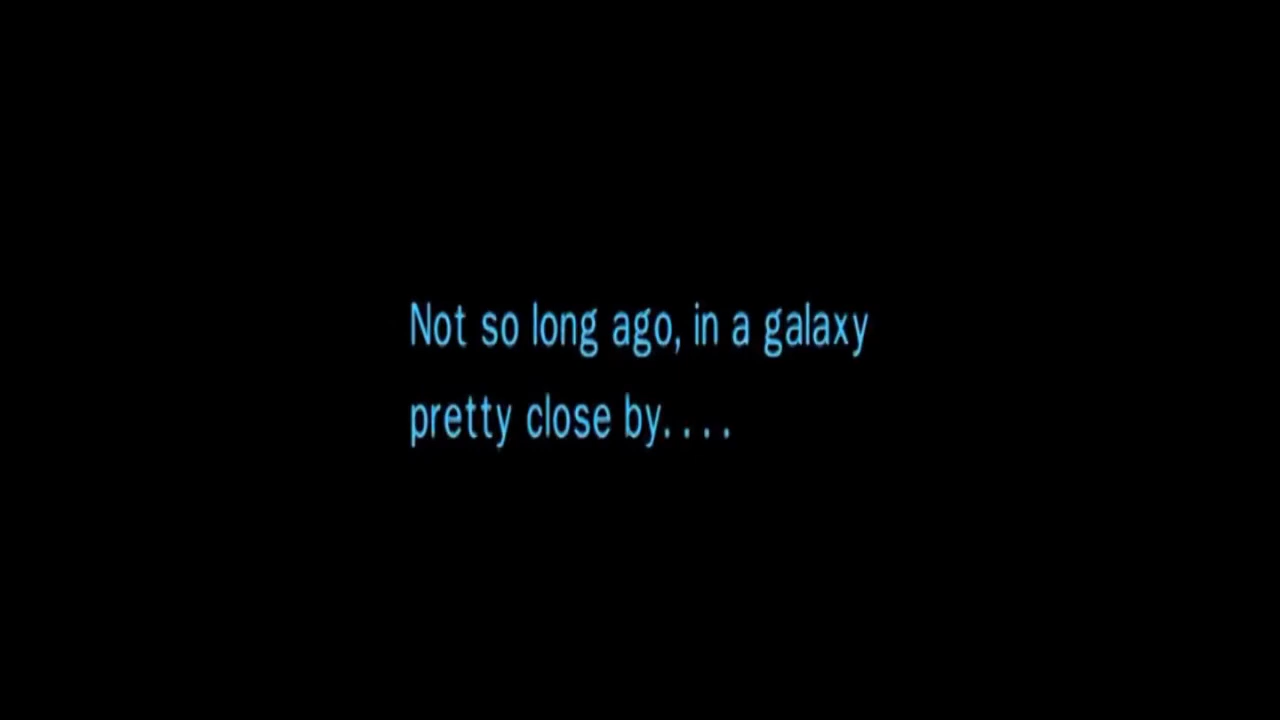 Not so long ago, in a galaxy
pretty close by. . . .